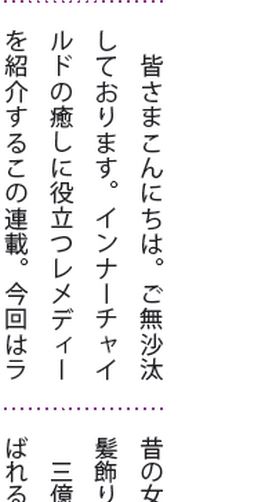 皆さまこんにちは。ご無沙汰
しております。インナーチャイ
ルドの癒しに役立つレメディー
を紹介するこの連載。今回はラ
昔の女
髪飾り
三億
ばれる